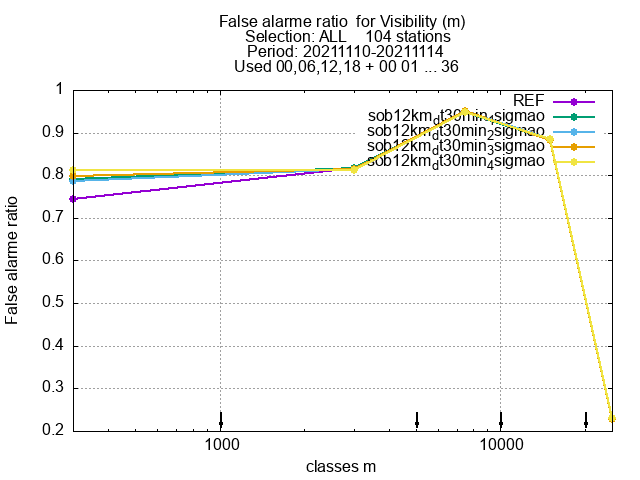 False alarme ratio  for Visibility (m)
Selection: ALL    104 stations
Period: 20211110-20211114
Used 00,06,12,18 + 00 01 ... 36
REF
sob12km_dt30min_1sigmao
sob12km_dt30min_2sigmao
sob12km_dt30min_3sigmao
sob12km_dt30min_4sigmao
1
0.9
0.8
0.7
0.6
0.5
0.4
0.3
0.2
False alarme ratio
1000 10000
classes m